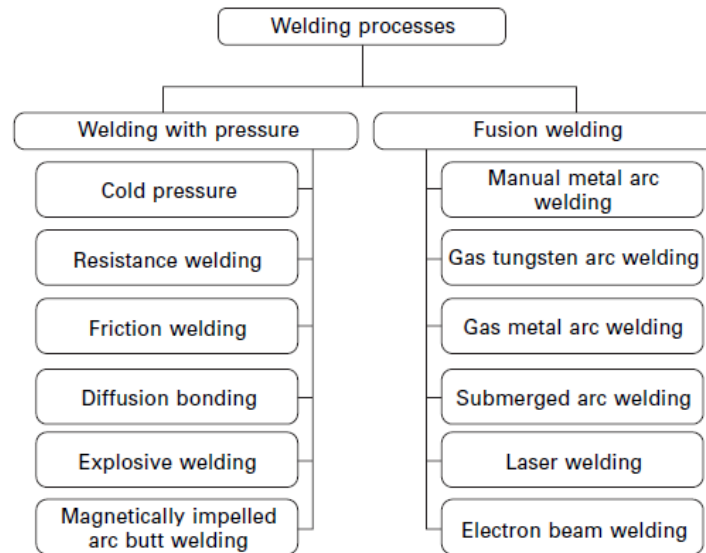 Welding processes
Welding with pressure
Cold pressure
Resistance welding
Friction welding
Diffusion bonding
Explosive welding
Magnetically impelled
arc butt welding
Fusion welding
Manual metal arc
welding
Gas tungsten arc welding
Gas metal arc welding
Submerged arc welding
Laser welding
Electron beam welding